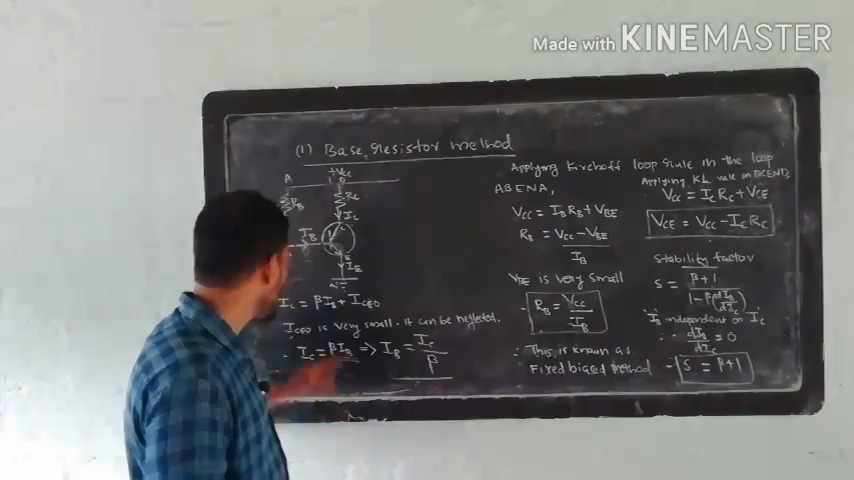 Made with KINEMASTER
(1) Base resistor method
+Vcc
A
D
RB
Rc
Ic
IB
C
E
IE
N
Ic = βIB + ICEO
ICEO is very small. it can be neglected.
∴ Ic = βIB => IB = Ic / β
Applying Kirchoff loop rule in the loop
ABENA,
Vcc = IB RB + VBE
RB = Vcc - VBE / IB
VBE is very small
RB = Vcc / IB
∴ This is known as
Fixed biased method
Applying KL rule on DCEND,
Vcc = Ic Rc + VCE
VCE = Vcc - Ic Rc
Stability factor
S = β+1 / 1-β(dIB/dIc)
∴ IB independent on Ic
∴ dIB/dIc = 0
S = β+1